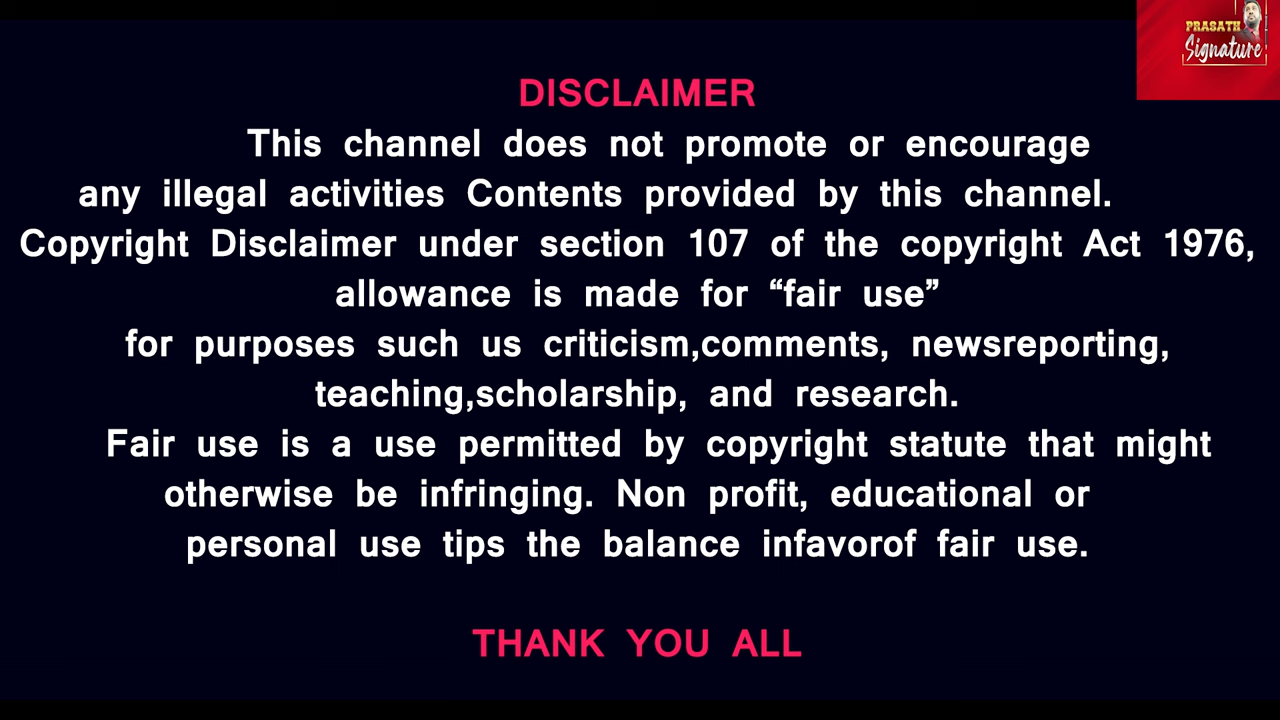 PRASATH
Signature
DISCLAIMER
This channel does not promote or encourage
any illegal activities Contents provided by this channel.
Copyright Disclaimer under section 107 of the copyright Act 1976,
allowance is made for “fair use”
for purposes such us criticism,comments, newsreporting,
teaching,scholarship, and research.
Fair use is a use permitted by copyright statute that might
otherwise be infringing. Non profit, educational or
personal use tips the balance infavorof fair use.
THANK YOU ALL